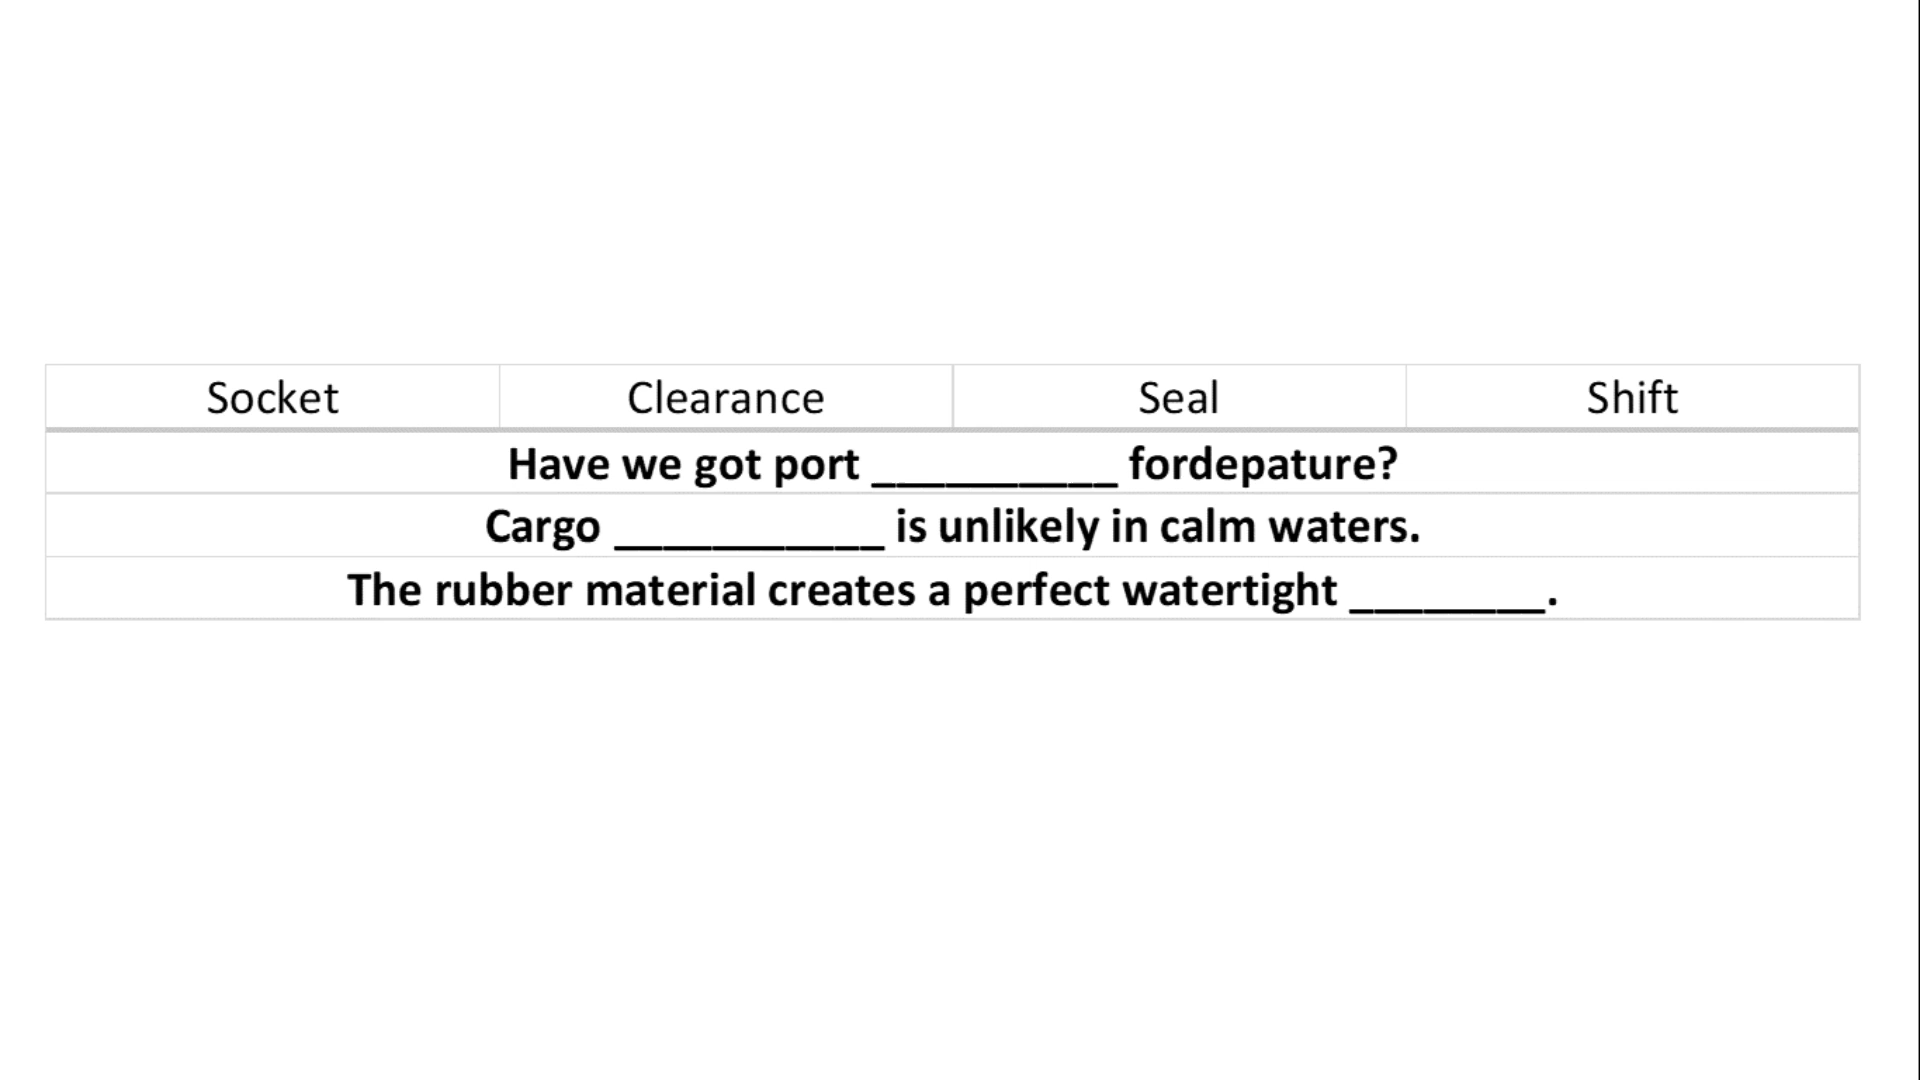 Socket Clearance Seal Shift
Have we got port __________ fordepature?
Cargo ___________ is unlikely in calm waters.
The rubber material creates a perfect watertight ________.